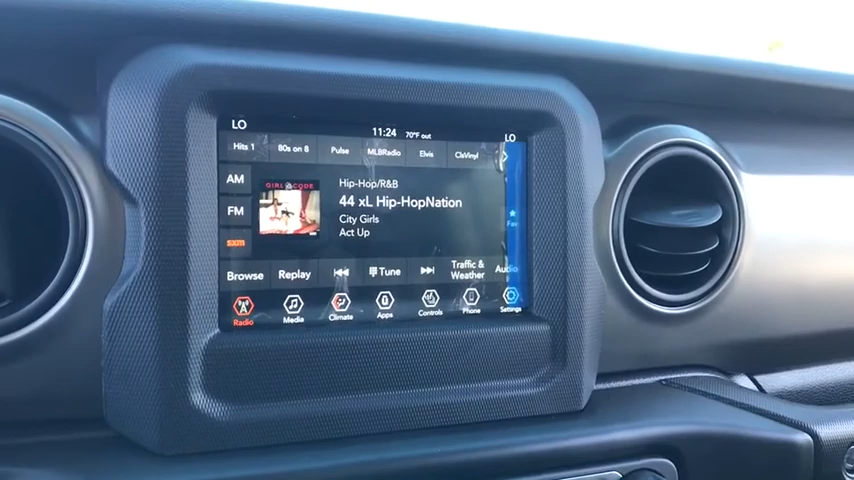 LO 11:24 70°F out LO
Hits 1 80s on 8 Pulse MLBRadio Elvis ClsVinyl
AM
FM
sxm
GIRL CODE
Hip-Hop/R&B
44 xL Hip-HopNation
City Girls
Act Up
Fav
Browse Replay Tune Traffic & Weather Audio
Radio Media Climate Apps Controls Phone Settings